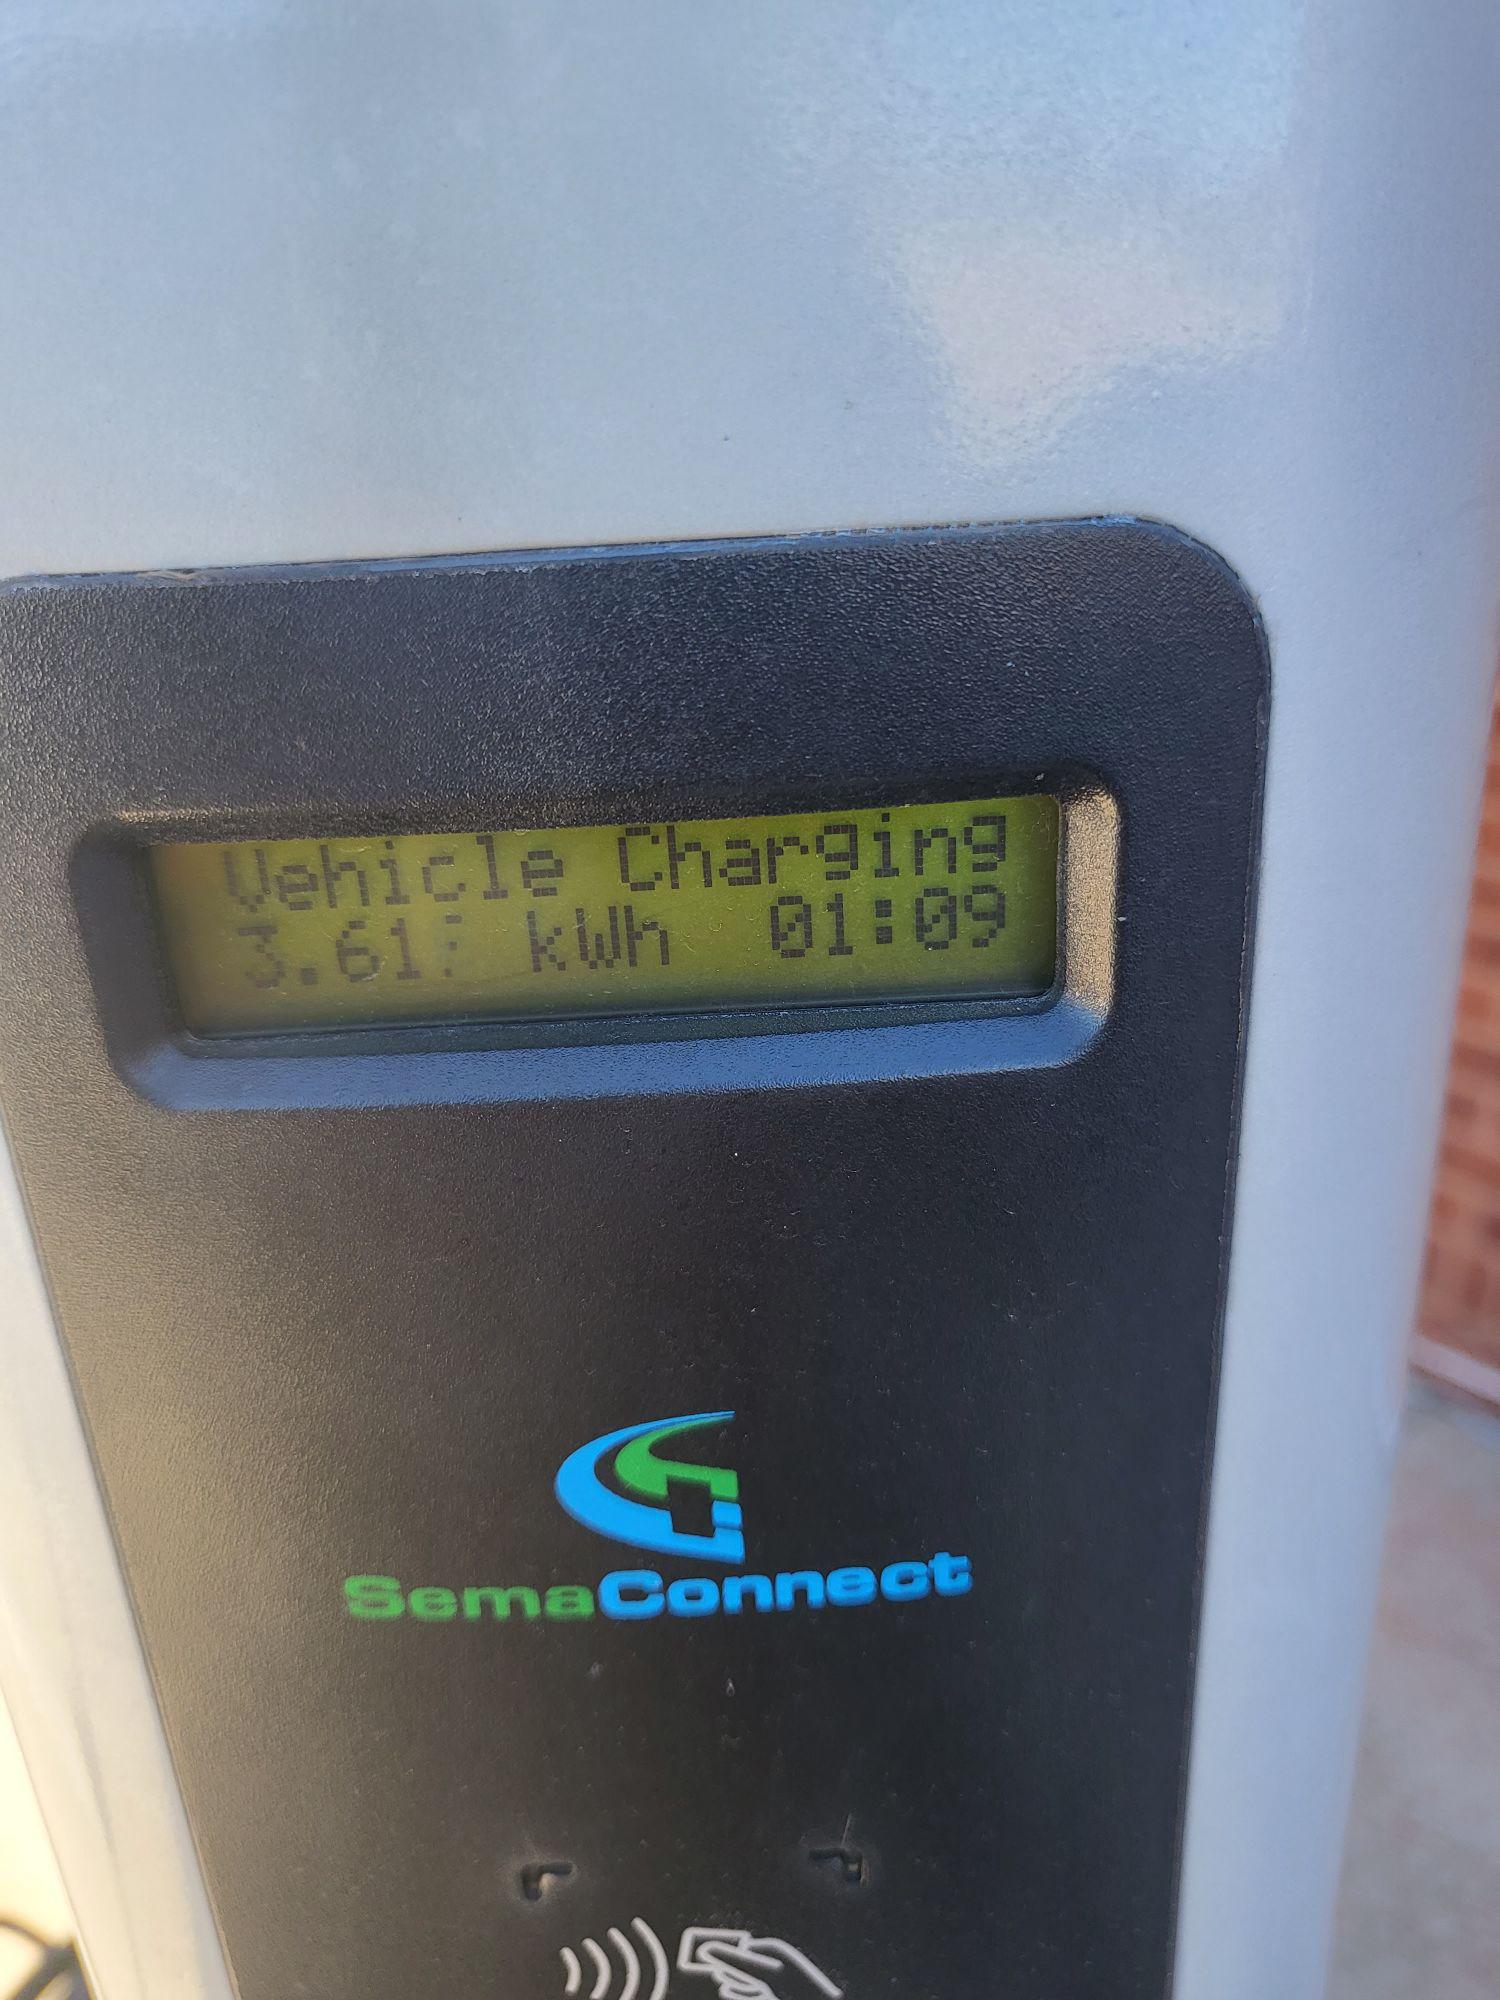 Vehicle Charging
3.61 kWh 01:09
SemaConnect